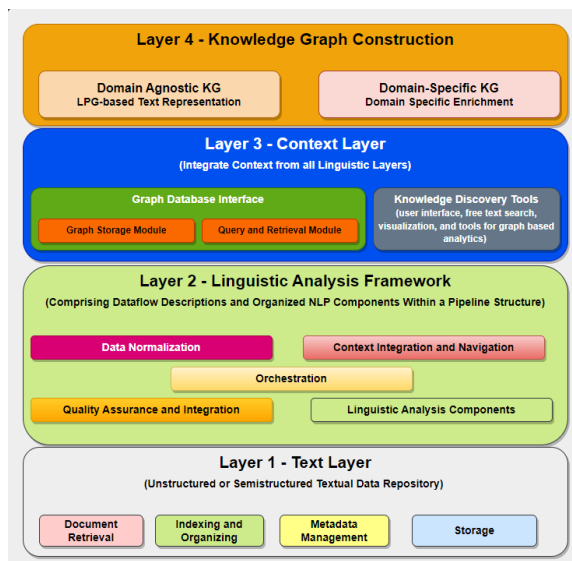 Layer 4 - Knowledge Graph Construction
Domain Agnostic KG
LPG-based Text Representation
Domain-Specific KG
Domain Specific Enrichment
Layer 3 - Context Layer
(Integrate Context from all Linguistic Layers)
Graph Database Interface
Graph Storage Module
Query and Retrieval Module
Knowledge Discovery Tools
(user interface, free text search,
visualization, and tools for graph based
analytics)
Layer 2 - Linguistic Analysis Framework
(Comprising Dataflow Descriptions and Organized NLP Components Within a Pipeline Structure)
Data Normalization
Context Integration and Navigation
Orchestration
Quality Assurance and Integration
Linguistic Analysis Components
Layer 1 - Text Layer
(Unstructured or Semistructured Textual Data Repository)
Document
Retrieval
Indexing and
Organizing
Metadata
Management
Storage